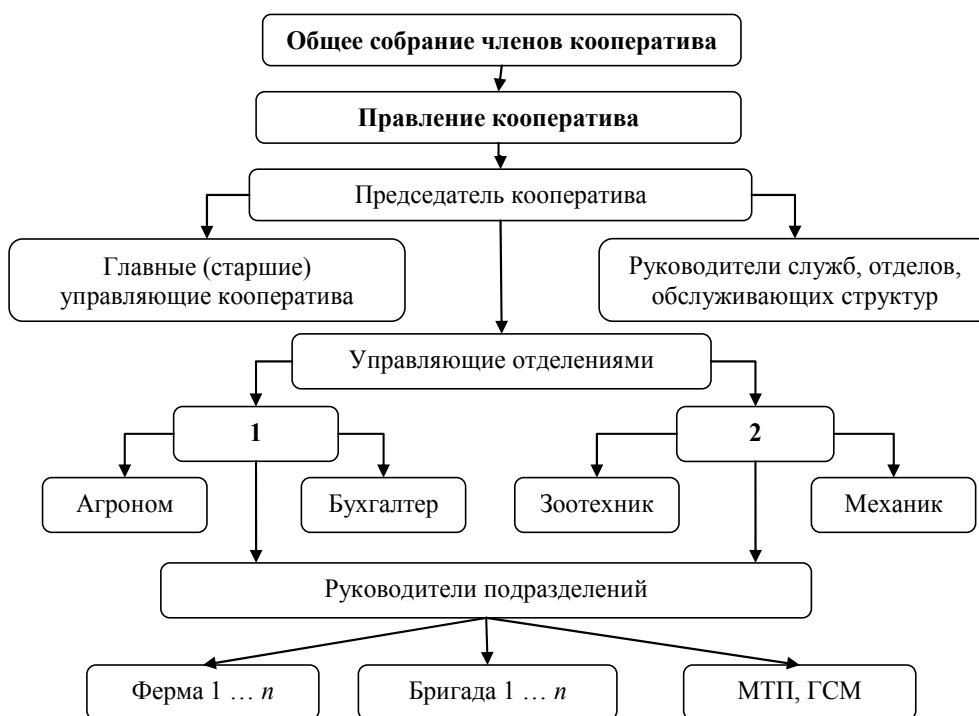 Общее собрание членов кооператива
Правление кооператива
Председатель кооператива
Главные (старшие)
управляющие кооператива
Руководители служб, отделов,
обслуживающих структур
Управляющие отделениями
1
2
Агроном
Бухгалтер
Зоотехник
Механик
Руководители подразделений
Ферма 1 … n
Бригада 1 … n
МТП, ГСМ